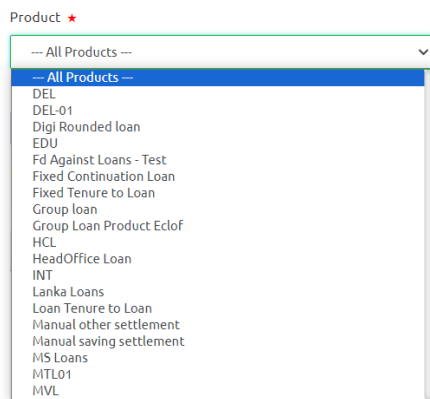 Product ★
--- All Products ---
--- All Products ---
DEL
DEL-01
Digi Rounded loan
EDU
Fd Against Loans - Test
Fixed Continuation Loan
Fixed Tenure to Loan
Group loan
Group Loan Product Eclof
HCL
HeadOffice Loan
INT
Lanka Loans
Loan Tenure to Loan
Manual other settlement
Manual saving settlement
MS Loans
MTL01
MVL